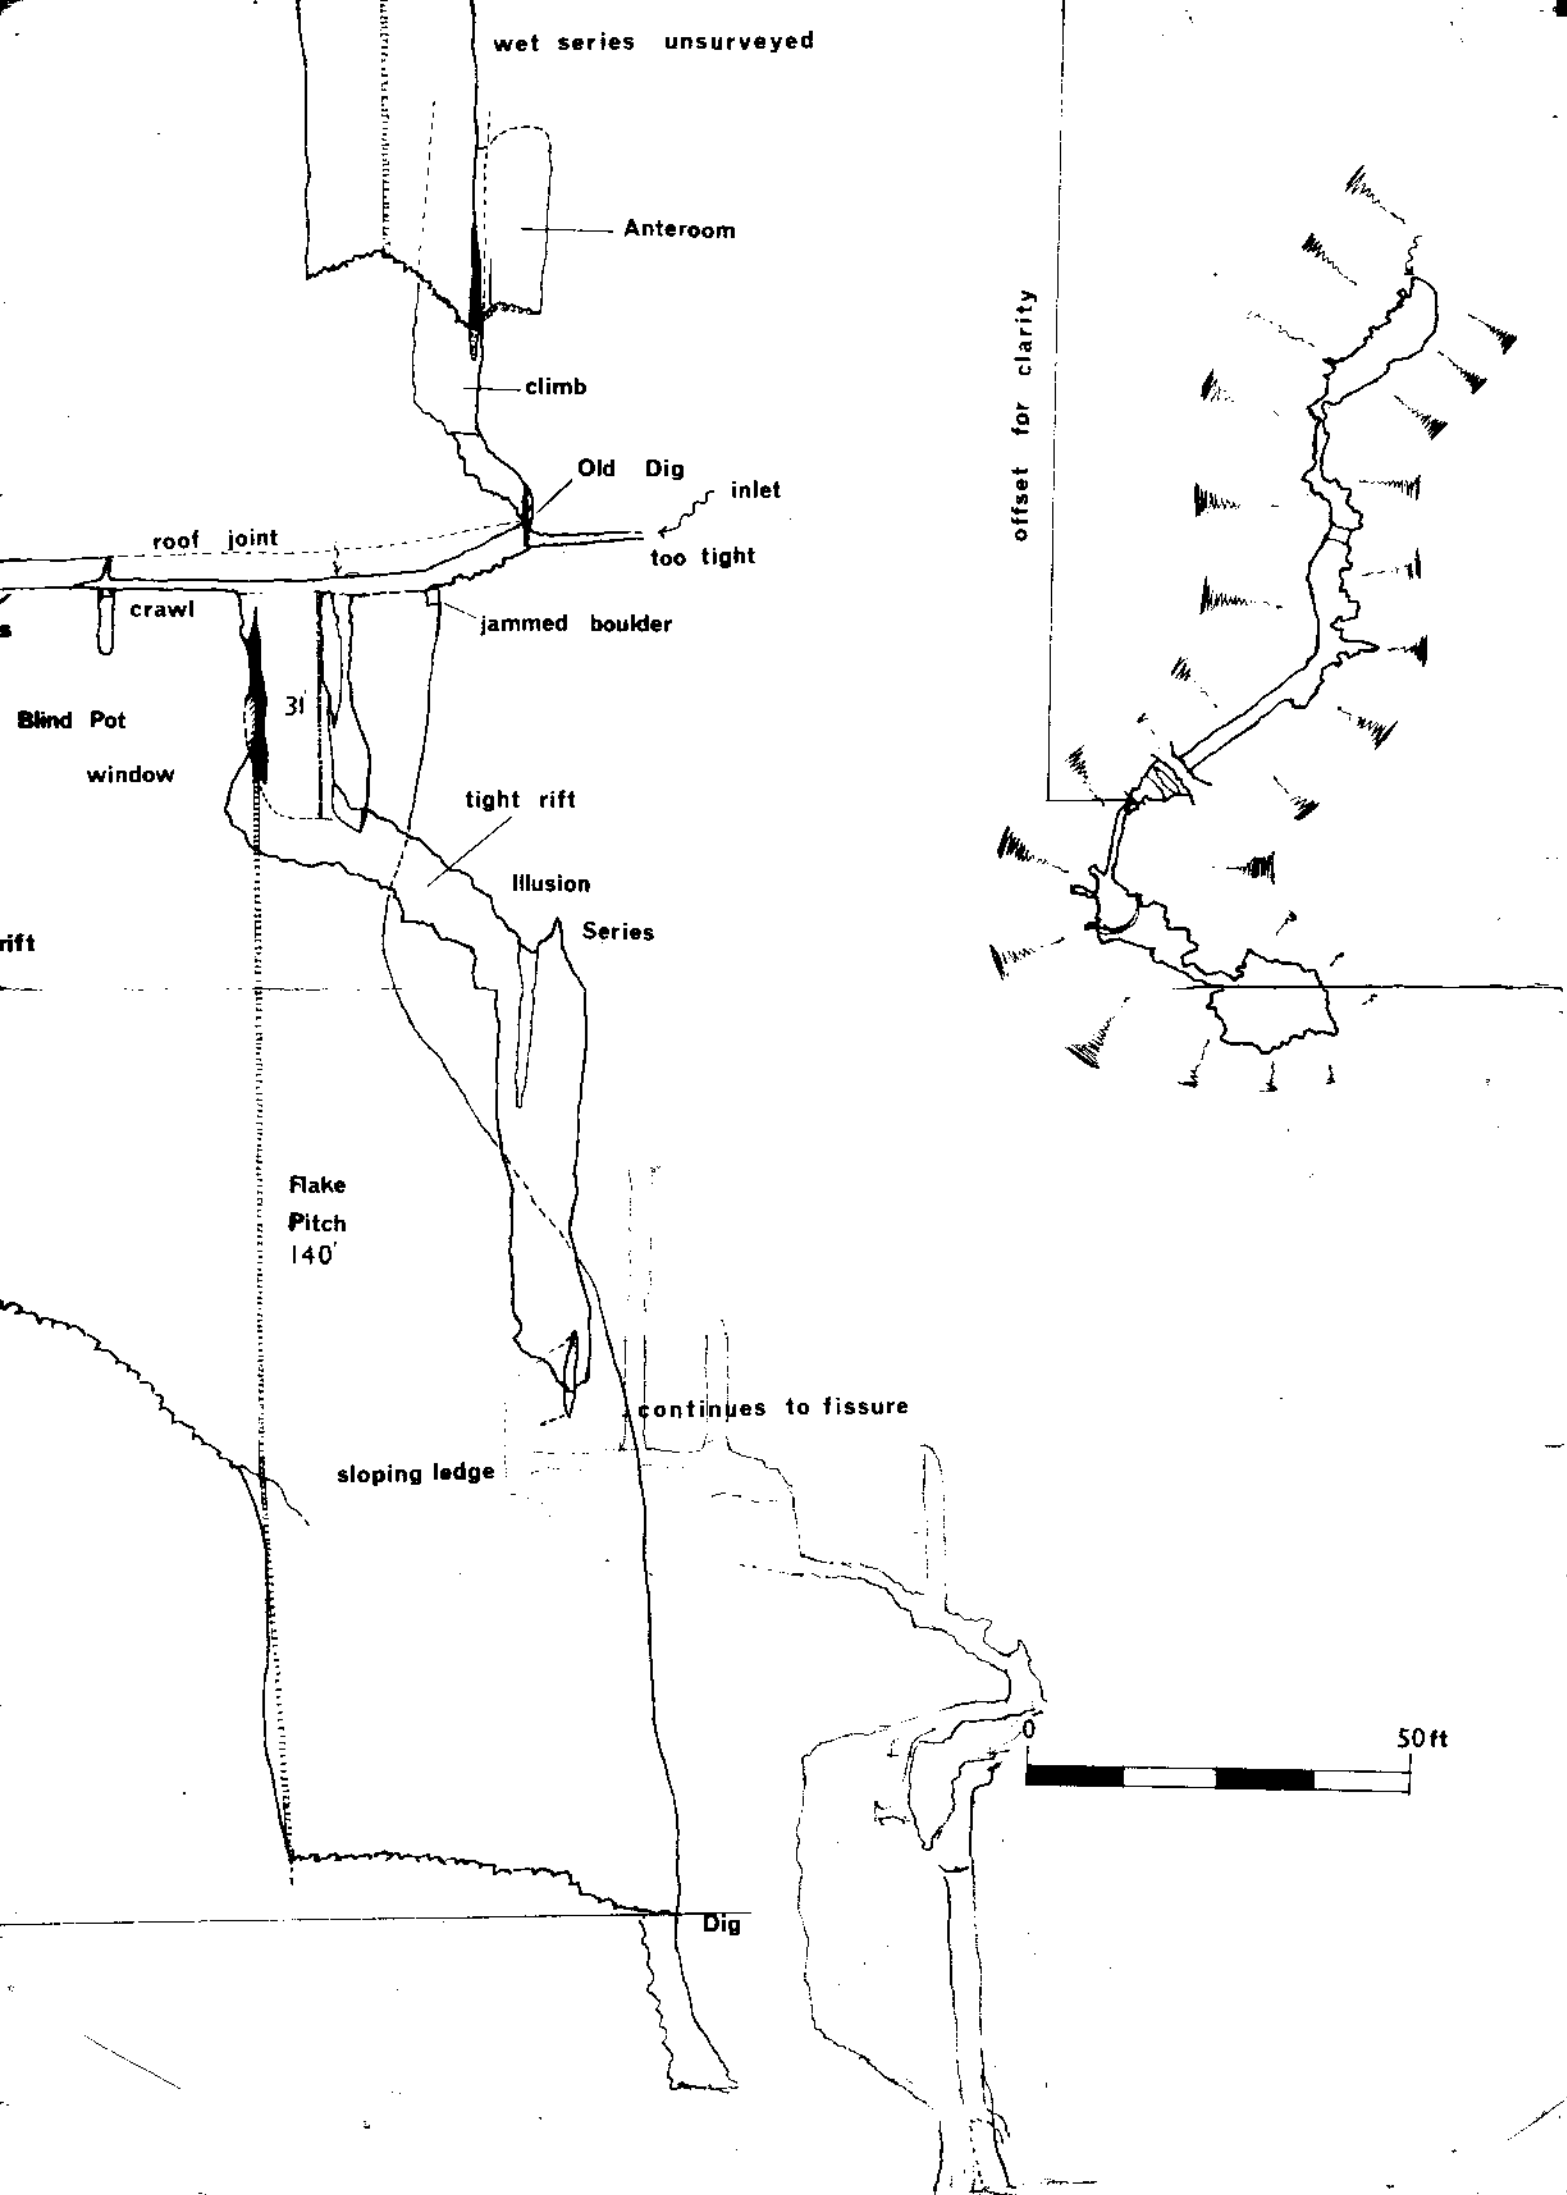 wet series unsurveyed
Anteroom
offset for clarity
climb
Old Dig
inlet
roof joint
too tight
crawl
jammed boulder
s
31'
Blind Pot
window
tight rift
Illusion
Series
rift
Flake
Pitch
140'
continues to fissure
sloping ledge
0
50ft
Dig